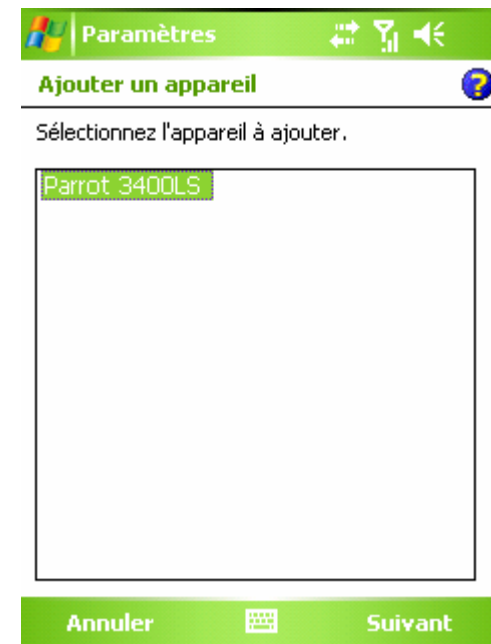 Paramètres
Ajouter un appareil
?
Sélectionnez l'appareil à ajouter.
Parrot 3400LS
Annuler
Suivant